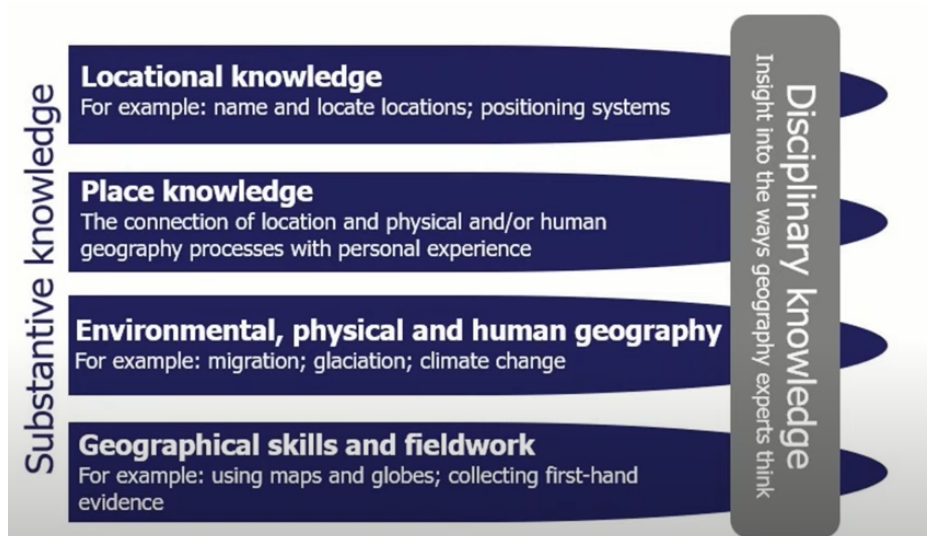 Substantive knowledge
Locational knowledge
For example: name and locate locations; positioning systems
Place knowledge
The connection of location and physical and/or human
geography processes with personal experience
Environmental, physical and human geography
For example: migration; glaciation; climate change
Geographical skills and fieldwork
For example: using maps and globes; collecting first-hand
evidence
Disciplinary knowledge
Insight into the ways geography experts think